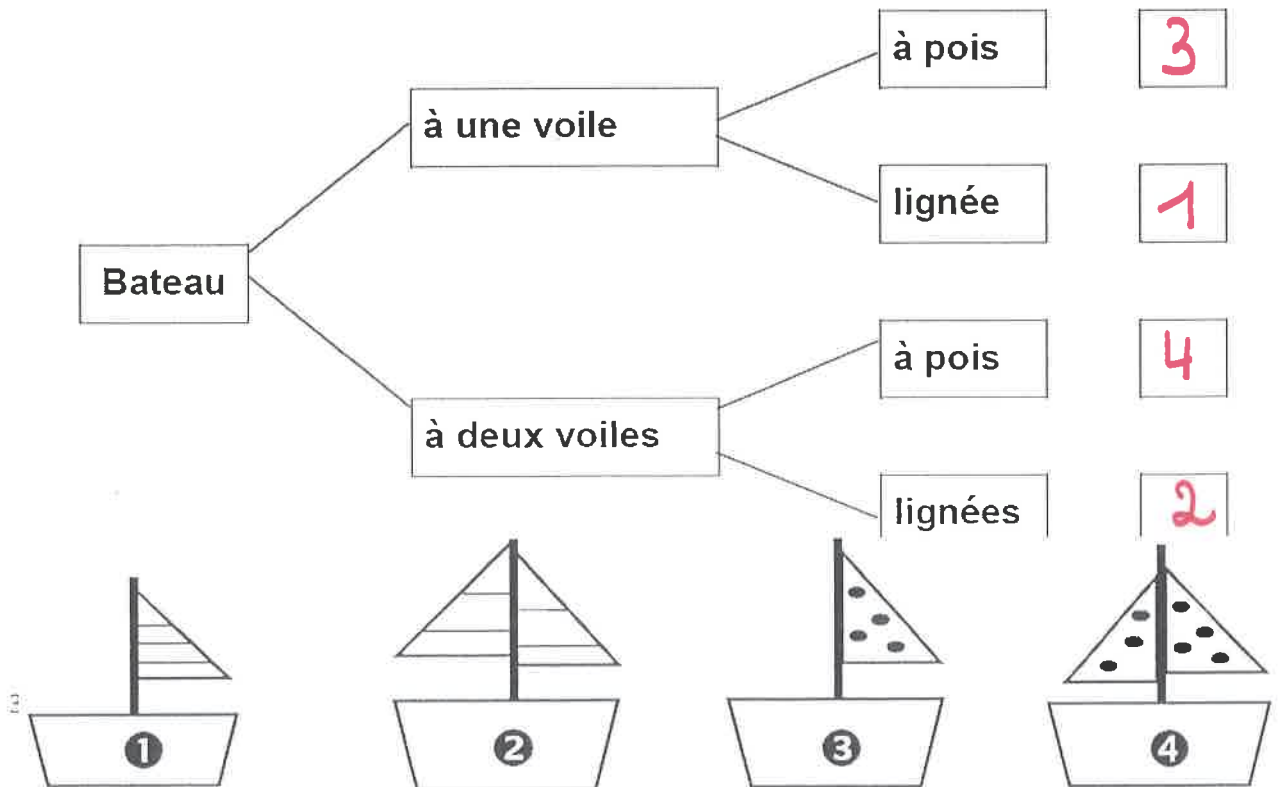 à pois 3
à une voile
lignée 1
Bateau
à pois 4
à deux voiles
lignées 2
1 2 3 4